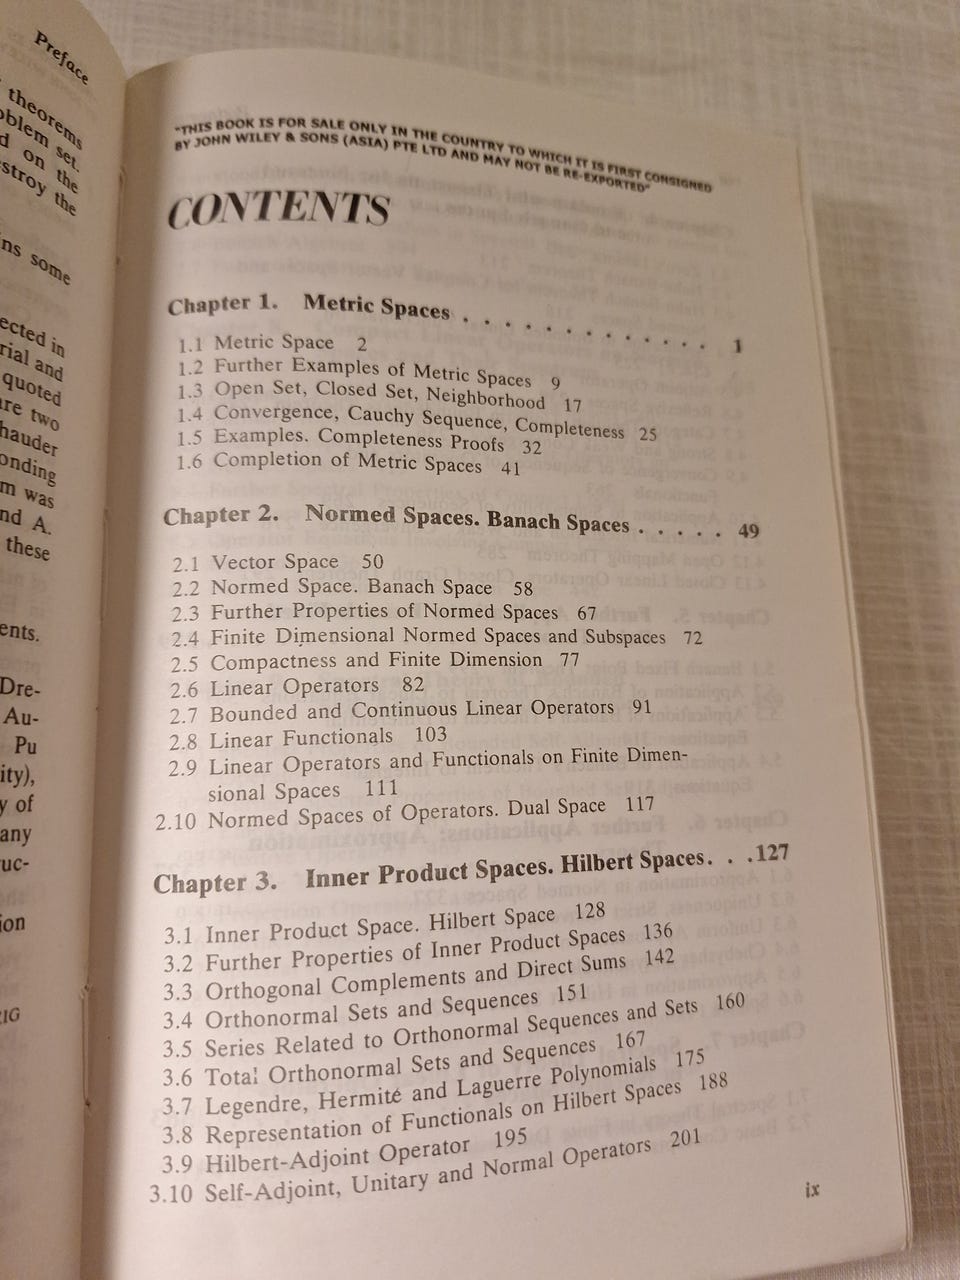 Preface
theorems
oblem set.
d on the
stroy the
ns some
ected in
rial and
quoted
are two
hauder
onding
m was
nd A.
these
ents.
Dre-
Au-
Pu
ity),
y of
any
ruc-
ion
"THIS BOOK IS FOR SALE ONLY IN THE COUNTRY TO WHICH IT IS FIRST CONSIGNED
BY JOHN WILEY & SONS (ASIA) PTE LTD AND MAY NOT BE RE-EXPORTED"
CONTENTS
Chapter 1. Metric Spaces . . . . . . . . . . . . . 1
1.1 Metric Space 2
1.2 Further Examples of Metric Spaces 9
1.3 Open Set, Closed Set, Neighborhood 17
1.4 Convergence, Cauchy Sequence, Completeness 25
1.5 Examples. Completeness Proofs 32
1.6 Completion of Metric Spaces 41
Chapter 2. Normed Spaces. Banach Spaces . . . . . 49
2.1 Vector Space 50
2.2 Normed Space. Banach Space 58
2.3 Further Properties of Normed Spaces 67
2.4 Finite Dimensional Normed Spaces and Subspaces 72
2.5 Compactness and Finite Dimension 77
2.6 Linear Operators 82
2.7 Bounded and Continuous Linear Operators 91
2.8 Linear Functionals 103
2.9 Linear Operators and Functionals on Finite Dimen-
sional Spaces 111
2.10 Normed Spaces of Operators. Dual Space 117
Chapter 3. Inner Product Spaces. Hilbert Spaces. . .127
3.1 Inner Product Space. Hilbert Space 128
3.2 Further Properties of Inner Product Spaces 136
3.3 Orthogonal Complements and Direct Sums 142
3.4 Orthonormal Sets and Sequences 151
3.5 Series Related to Orthonormal Sequences and Sets 160
3.6 Total Orthonormal Sets and Sequences 167
3.7 Legendre, Hermite and Laguerre Polynomials 175
3.8 Representation of Functionals on Hilbert Spaces 188
3.9 Hilbert-Adjoint Operator 195
3.10 Self-Adjoint, Unitary and Normal Operators 201
ix